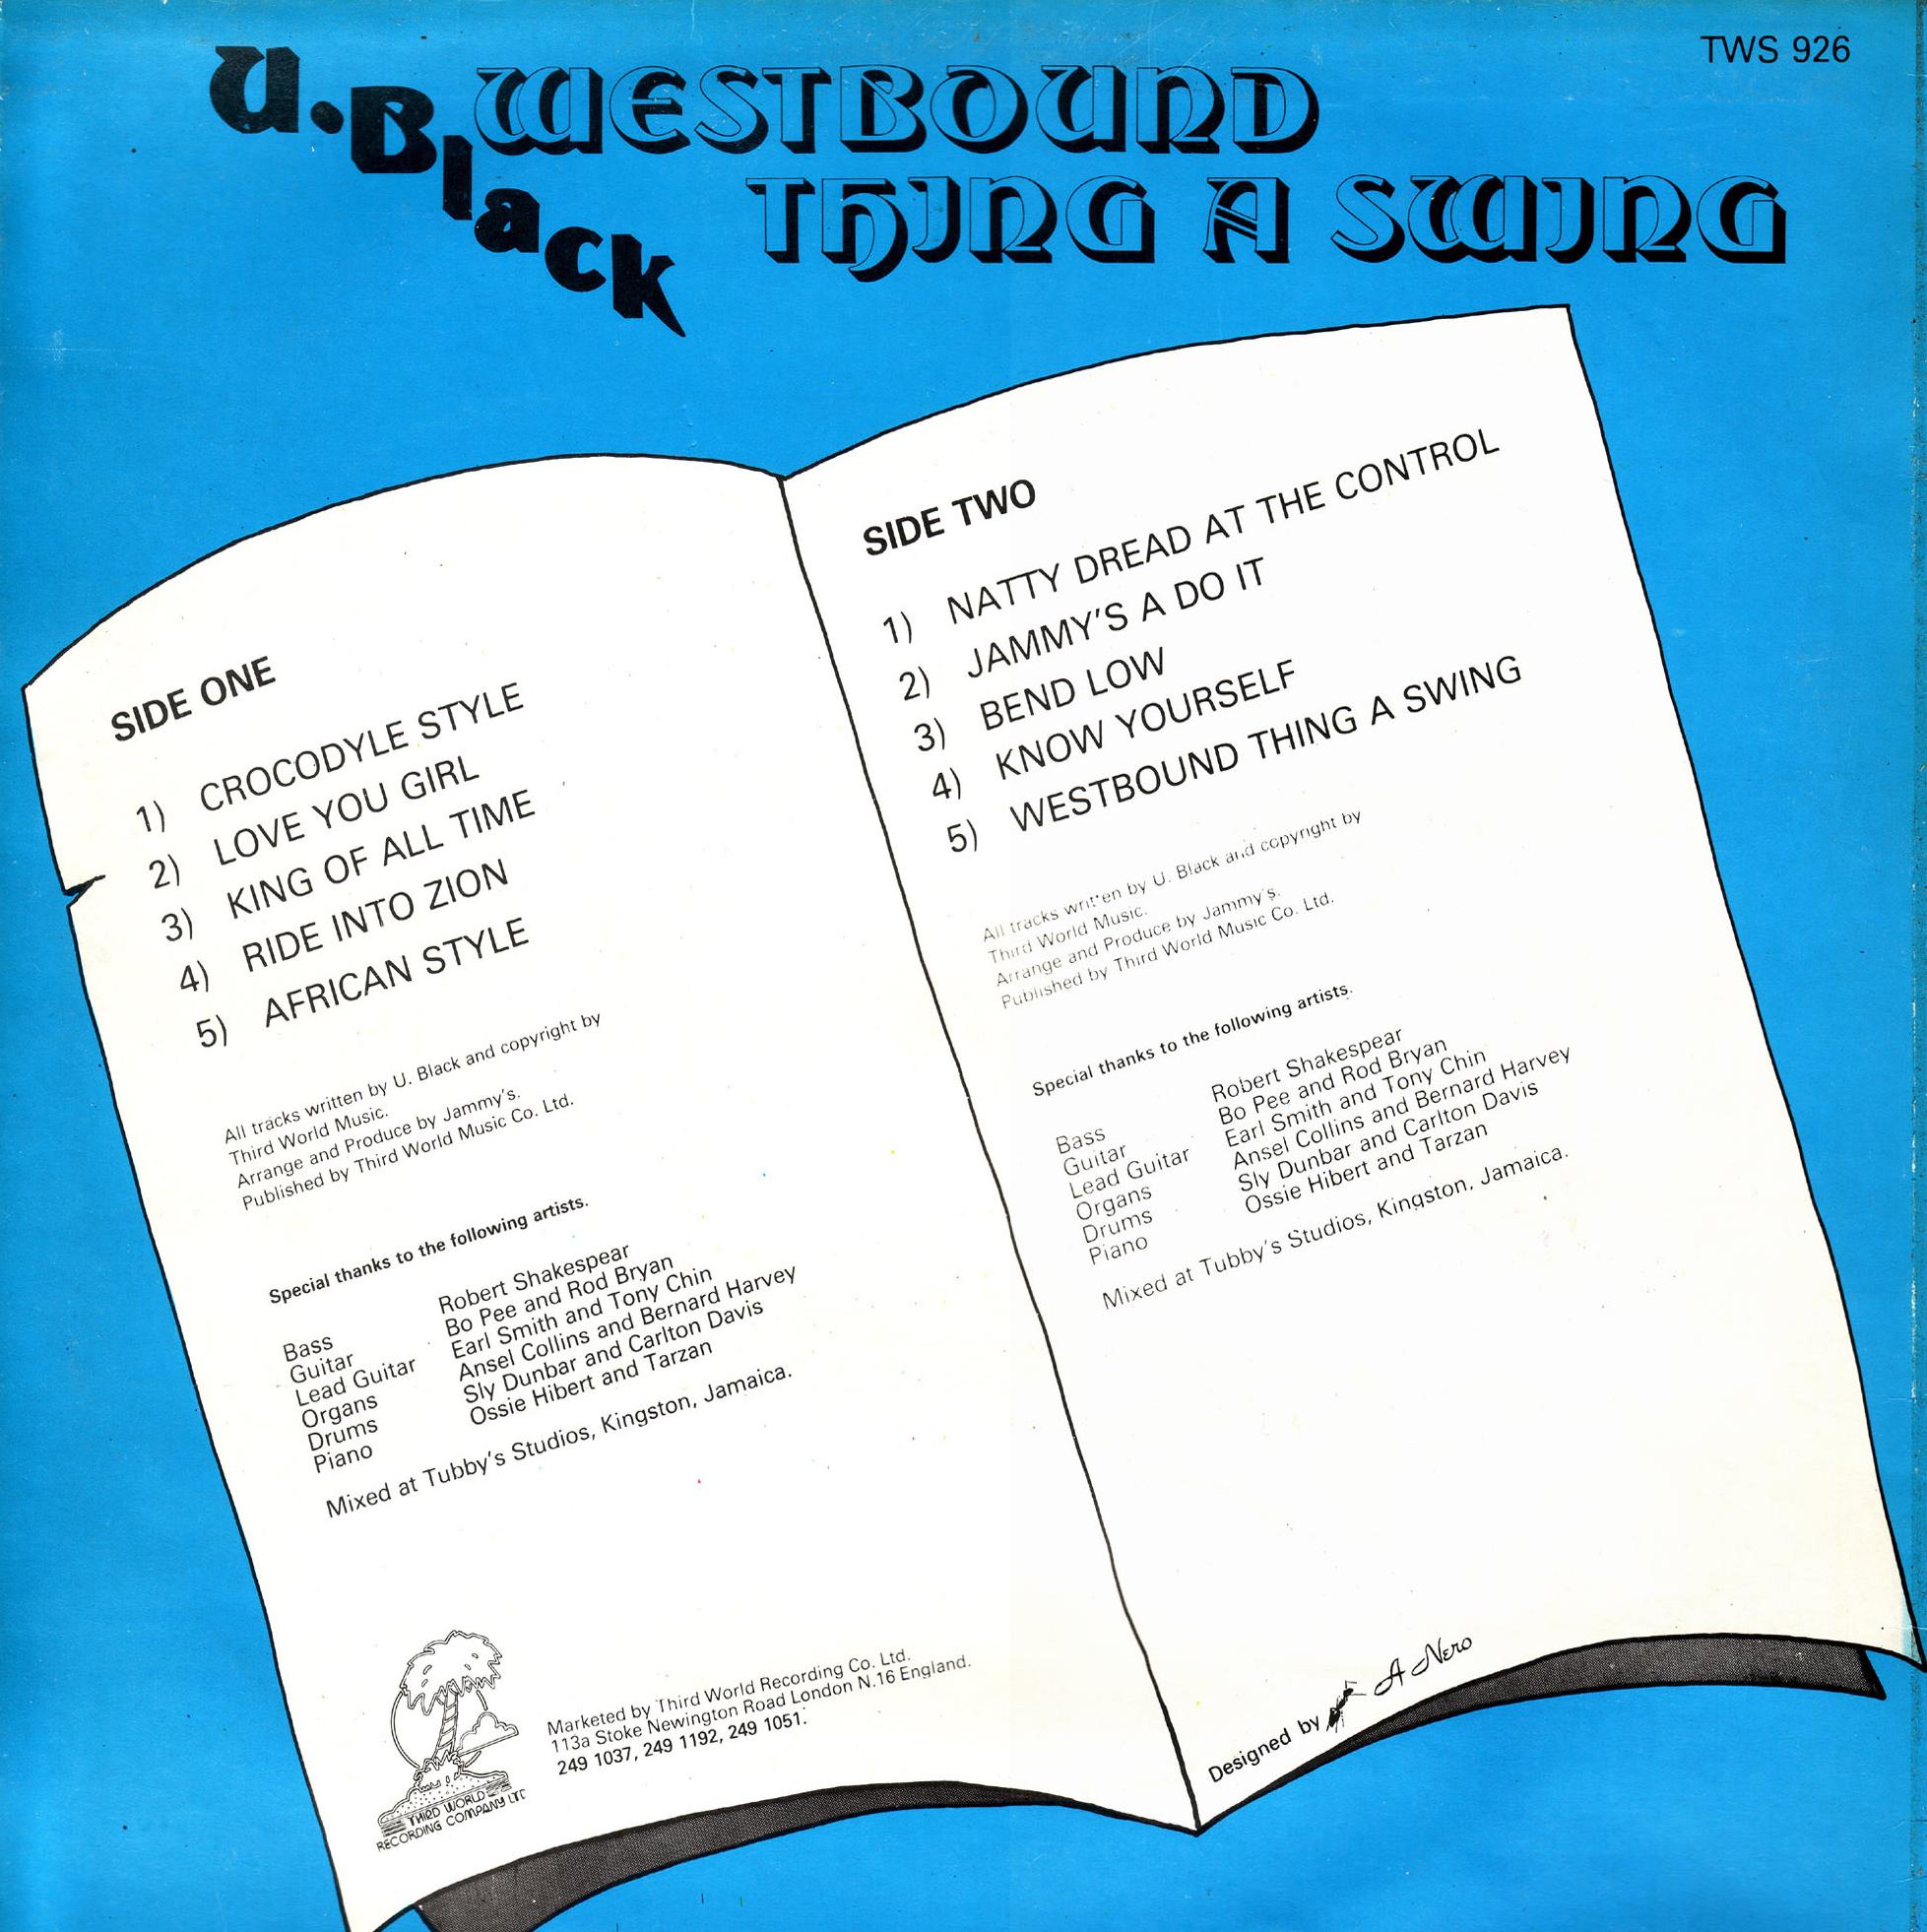 TWS 926
U. Black WESTBOUND
THING A SWING
SIDE ONE
1) CROCODYLE STYLE
2) LOVE YOU GIRL
3) KING OF ALL TIME
4) RIDE INTO ZION
5) AFRICAN STYLE
All tracks written by U. Black and copyright by
Third World Music.
Arrange and Produce by Jammy's.
Published by Third World Music Co. Ltd.
Special thanks to the following artists.
Bass Robert Shakespear
Guitar Bo Pee and Rod Bryan
Lead Guitar Earl Smith and Tony Chin
Organs Ansel Collins and Bernard Harvey
Drums Sly Dunbar and Carlton Davis
Piano Ossie Hibert and Tarzan
Mixed at Tubby's Studios, Kingston, Jamaica.
THIRD WORLD
RECORDING COMPANY LTD
Marketed by Third World Recording Co. Ltd.
113a Stoke Newington Road London N.16 England.
249 1037, 249 1192, 249 1051.
SIDE TWO
1) NATTY DREAD AT THE CONTROL
2) JAMMY'S A DO IT
3) BEND LOW
4) KNOW YOURSELF
5) WESTBOUND THING A SWING
All tracks written by U. Black and copyright by
Third World Music.
Arrange and Produce by Jammy's.
Published by Third World Music Co. Ltd.
Special thanks to the following artists.
Bass Robert Shakespear
Guitar Bo Pee and Rod Bryan
Lead Guitar Earl Smith and Tony Chin
Organs Ansel Collins and Bernard Harvey
Drums Sly Dunbar and Carlton Davis
Piano Ossie Hibert and Tarzan
Mixed at Tubby's Studios, Kingston, Jamaica.
Designed by A Nero